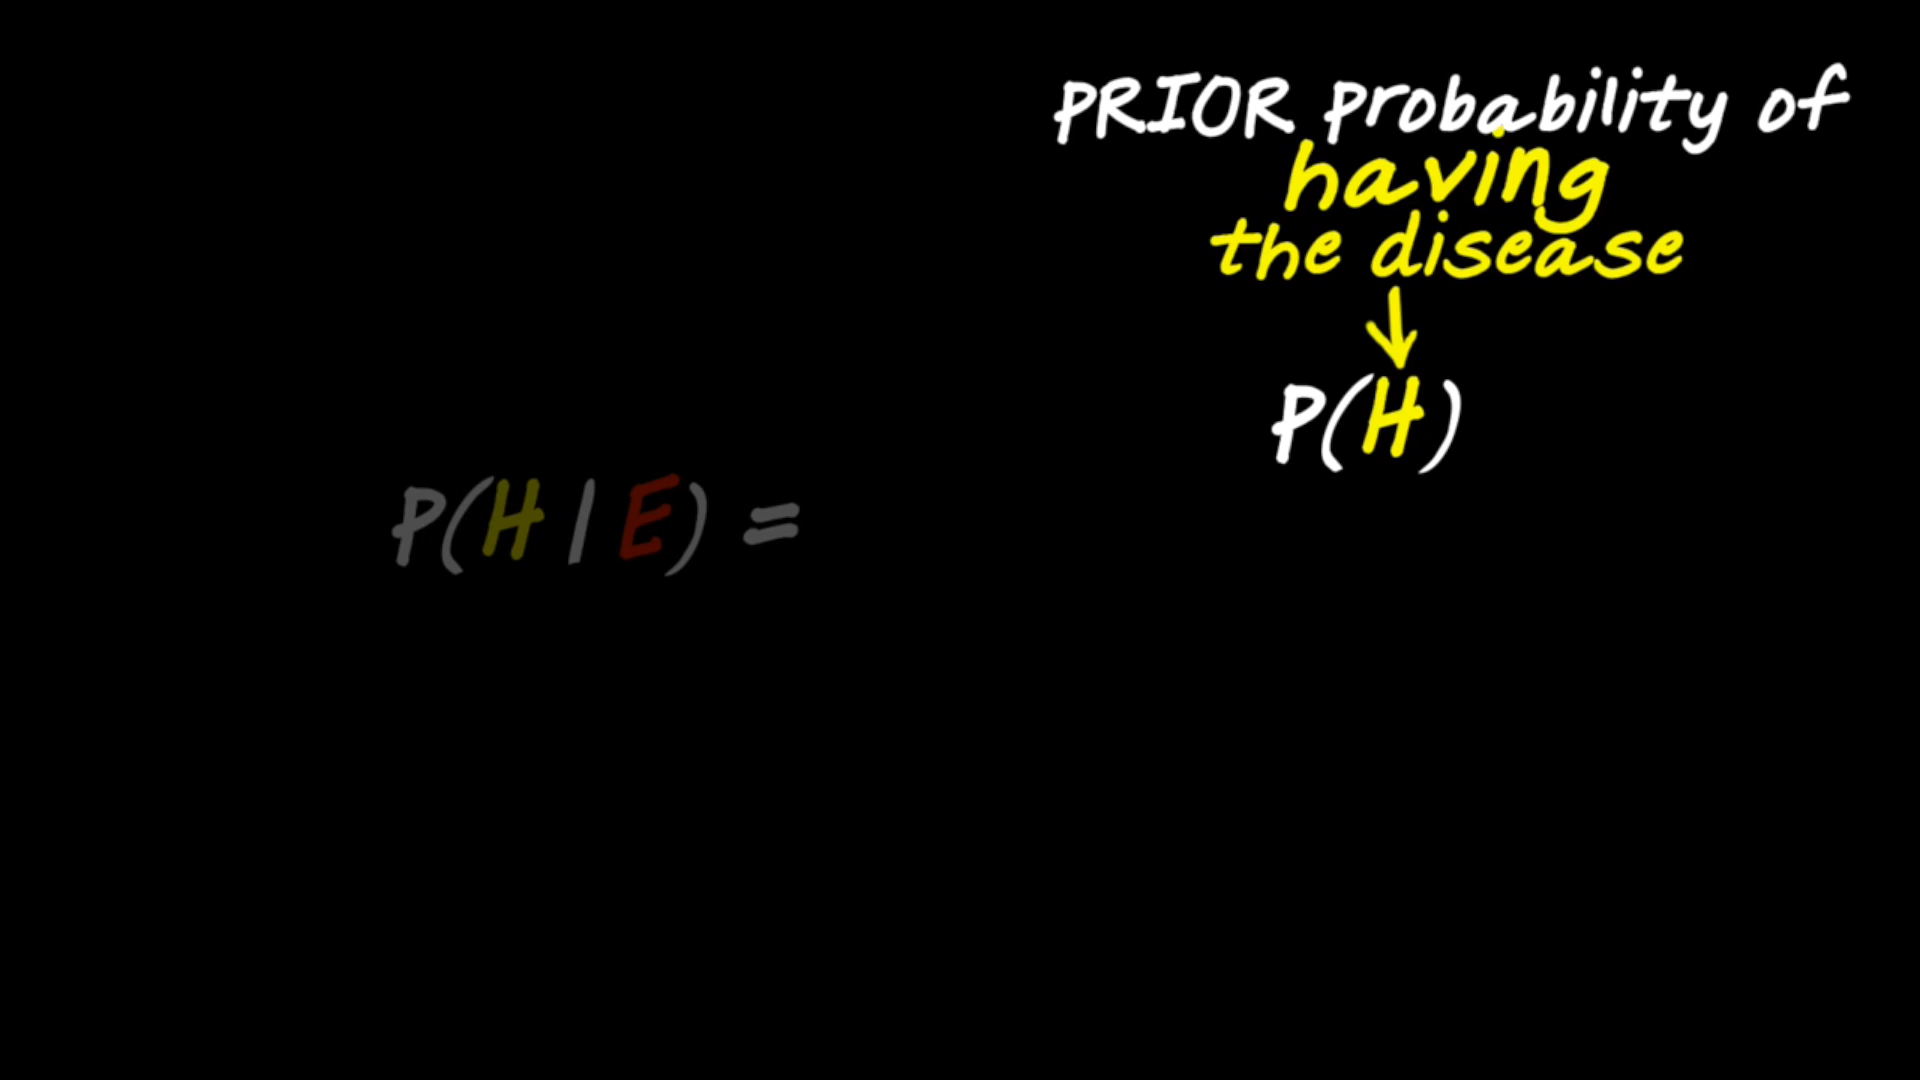 PRIOR probability of
having
the disease
↓
P(H)
P(H|E) =